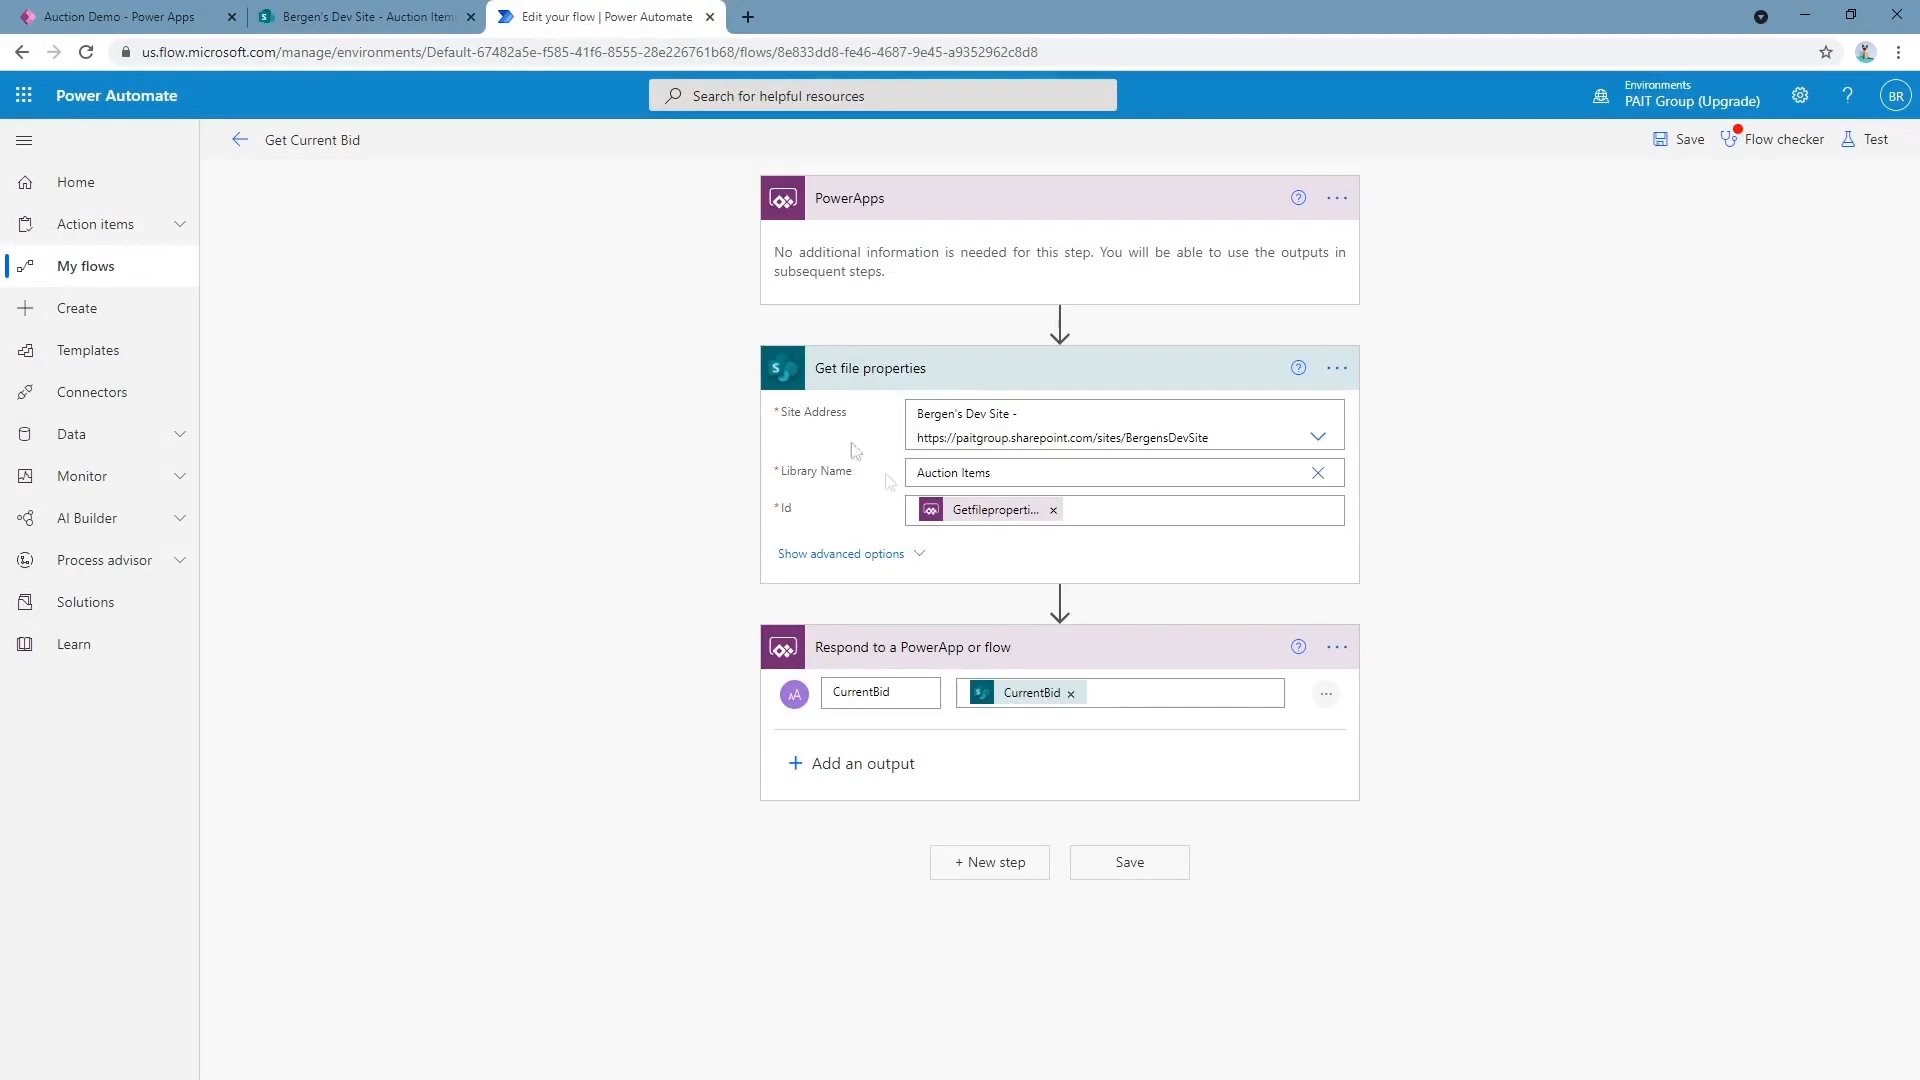 Auction Demo - Power Apps
Bergen's Dev Site - Auction Item
Edit your flow | Power Automate
us.flow.microsoft.com/manage/environments/Default-67482a5e-f585-41f6-8555-28e226761b68/flows/8e833dd8-fe46-4687-9e45-a9352962c8d8
Power Automate
Search for helpful resources
Environments
PAIT Group (Upgrade)
?
BR
Get Current Bid
Save
Flow checker
Test
Home
Action items
My flows
Create
Templates
Connectors
Data
Monitor
AI Builder
Process advisor
Solutions
Learn
PowerApps
No additional information is needed for this step. You will be able to use the outputs in
subsequent steps.
S
Get file properties
* Site Address
Bergen's Dev Site -
https://paitgroup.sharepoint.com/sites/BergensDevSite
* Library Name
Auction Items
* Id
Getfileproperti...
Show advanced options
Respond to a PowerApp or flow
AA
CurrentBid
CurrentBid
+ Add an output
+ New step
Save